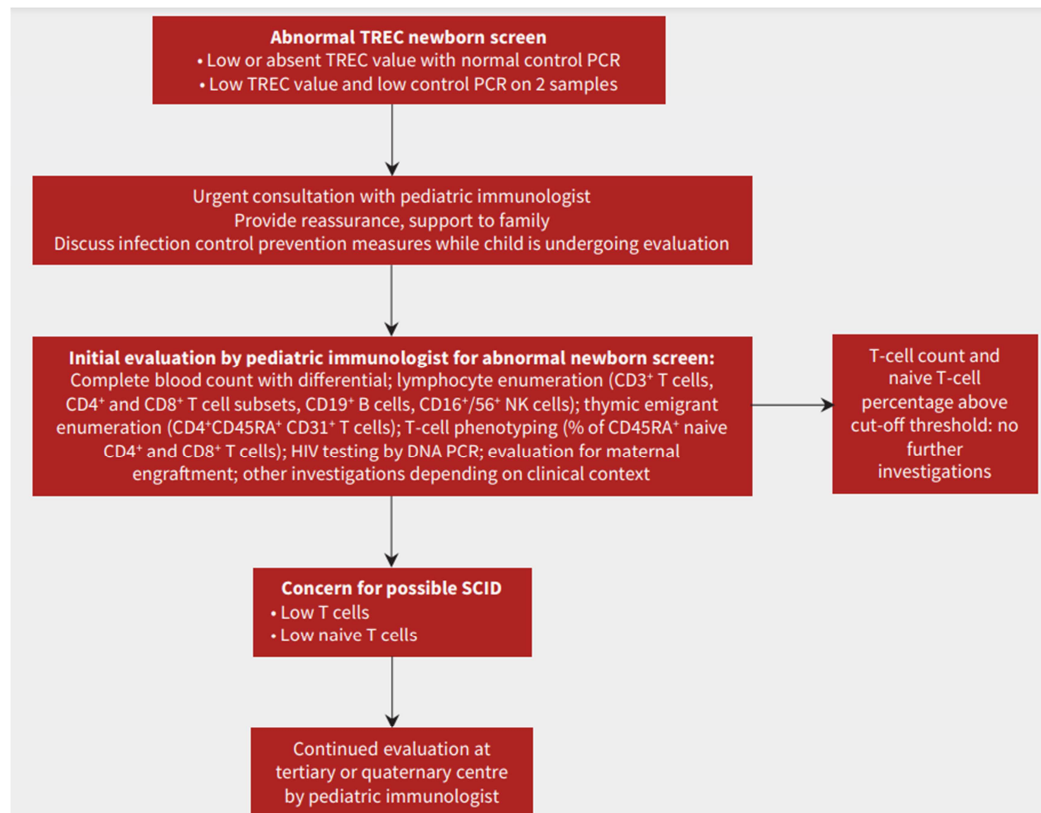 Abnormal TREC newborn screen
• Low or absent TREC value with normal control PCR
• Low TREC value and low control PCR on 2 samples
Urgent consultation with pediatric immunologist
Provide reassurance, support to family
Discuss infection control prevention measures while child is undergoing evaluation
Initial evaluation by pediatric immunologist for abnormal newborn screen:
Complete blood count with differential; lymphocyte enumeration (CD3⁺ T cells,
CD4⁺ and CD8⁺ T cell subsets, CD19⁺ B cells, CD16⁺/56⁺ NK cells); thymic emigrant
enumeration (CD4⁺CD45RA⁺ CD31⁺ T cells); T-cell phenotyping (% of CD45RA⁺ naive
CD4⁺ and CD8⁺ T cells); HIV testing by DNA PCR; evaluation for maternal
engraftment; other investigations depending on clinical context
T-cell count and
naive T-cell
percentage above
cut-off threshold: no
further
investigations
Concern for possible SCID
• Low T cells
• Low naive T cells
Continued evaluation at
tertiary or quaternary centre
by pediatric immunologist